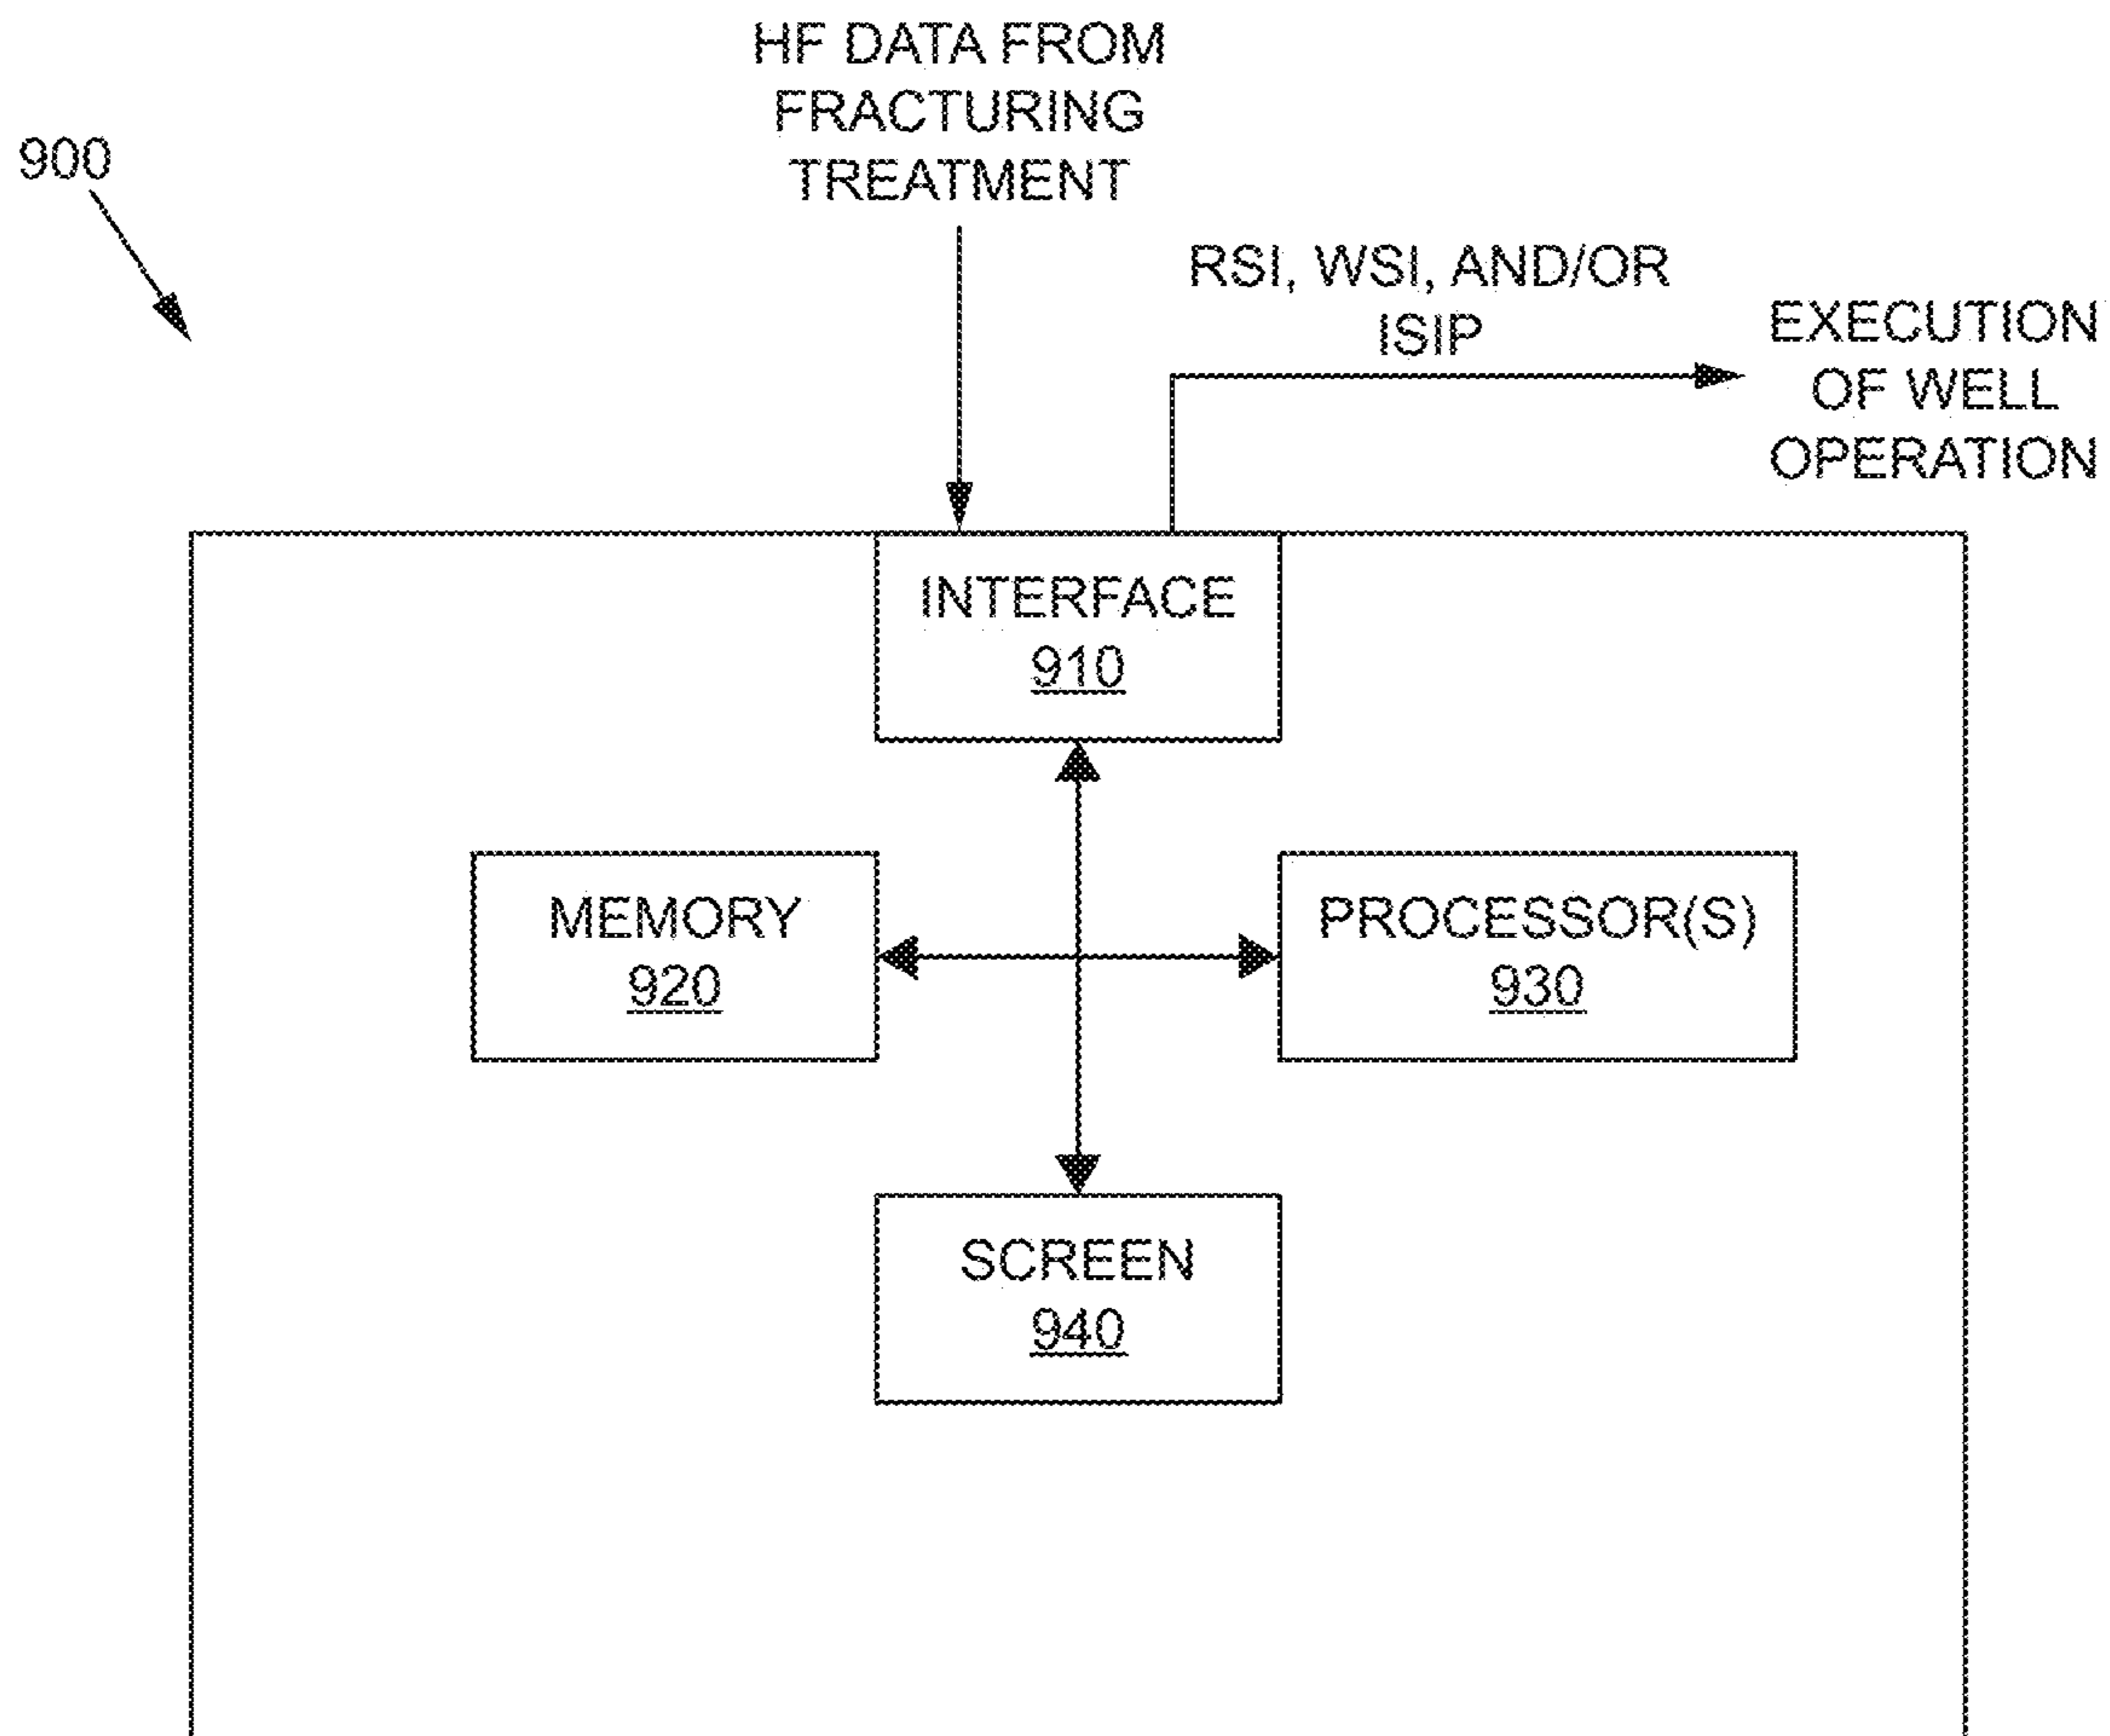 HF DATA FROM
FRACTURING
TREATMENT
900
RSI, WSI, AND/OR
ISIP
EXECUTION
OF WELL
OPERATION
INTERFACE
910
MEMORY
920
PROCESSOR(S)
930
SCREEN
940